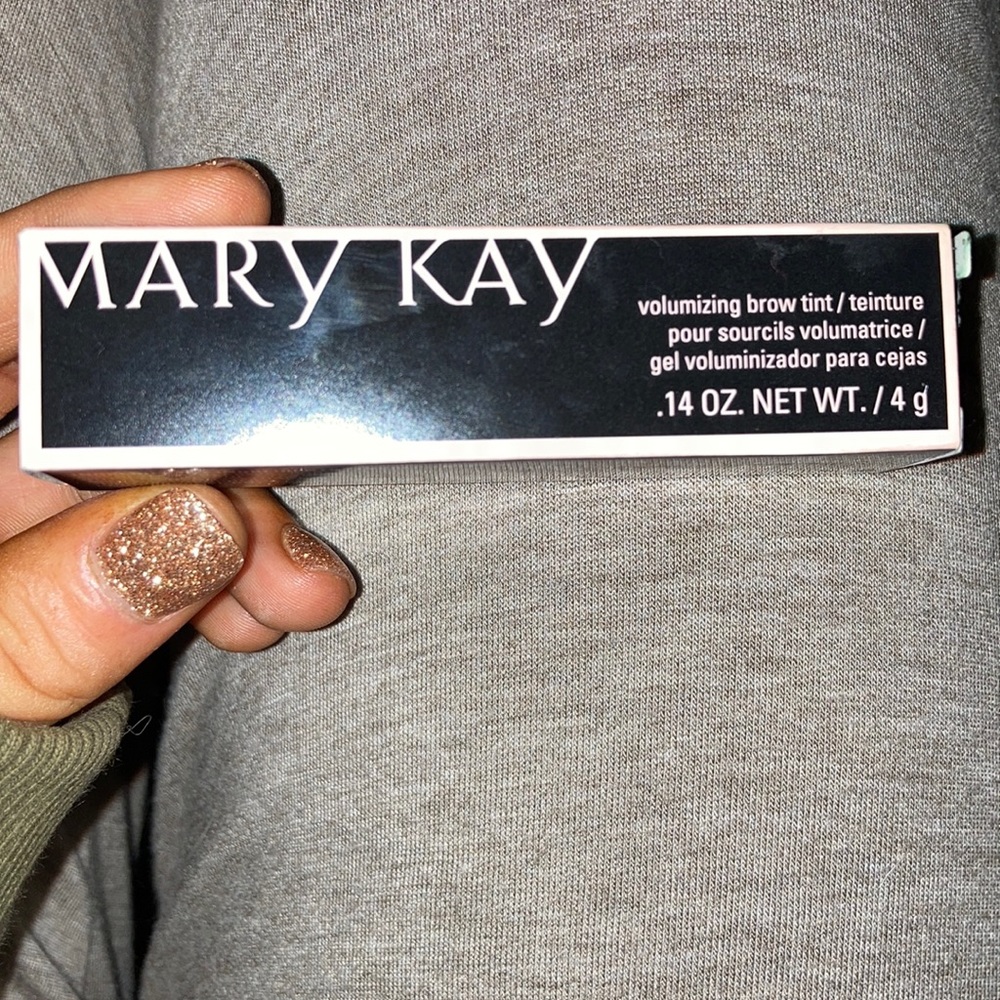 MARY KAY
volumizing brow tint / teinture
pour sourcils volumatrice /
gel voluminizador para cejas
.14 OZ. NET WT. / 4 g